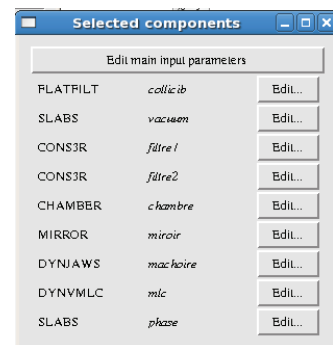 Selected components
Edit main input parameters
FLATFILT collicib Edit...
SLABS vacuum Edit...
CONS3R filtre1 Edit...
CONS3R filtre2 Edit...
CHAMBER chambre Edit...
MIRROR miroir Edit...
DYNJAWS machoire Edit...
DYNVMLC mlc Edit...
SLABS phase Edit...